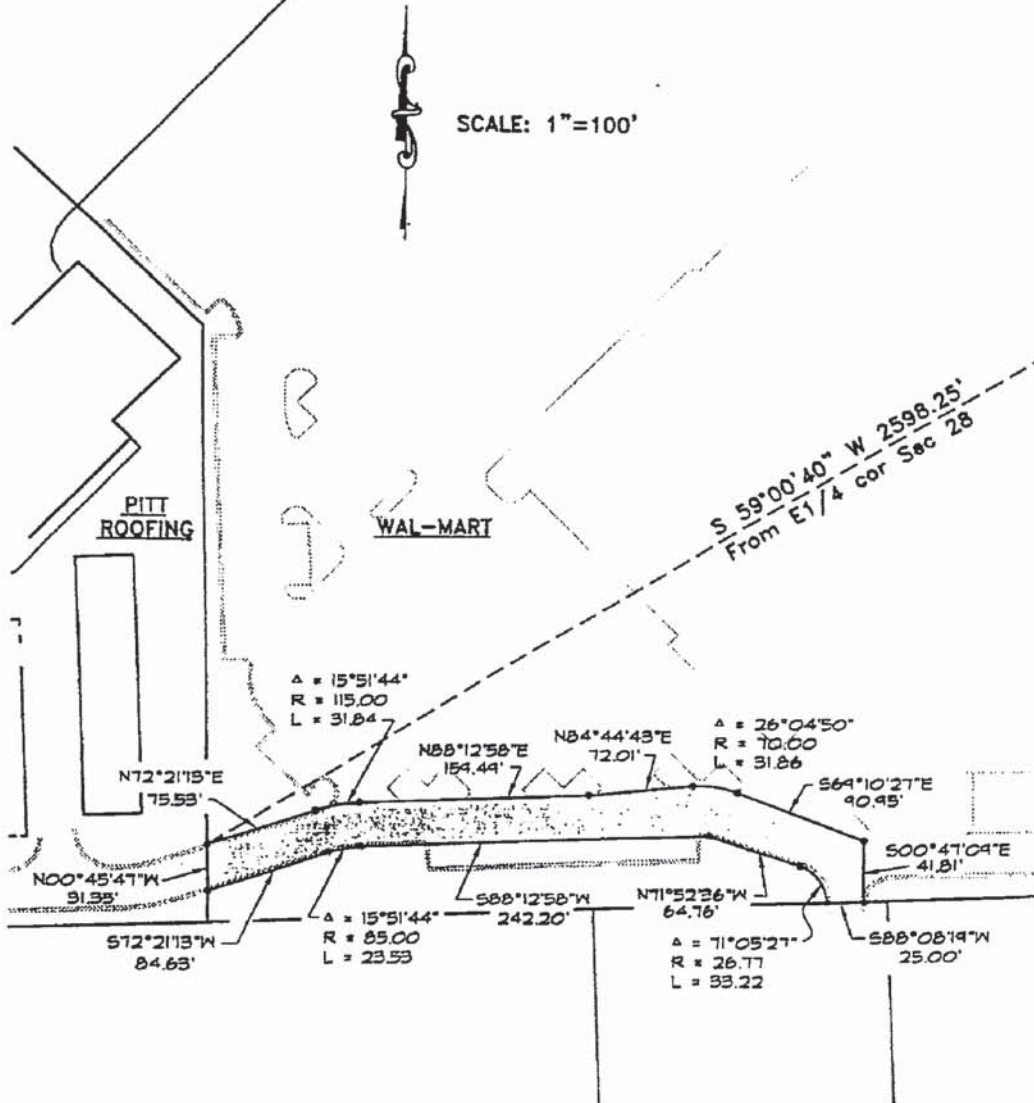 SCALE: 1"=100'
S 59°00'40" W 2598.25'
From E1/4 cor Sec 28
PITT
ROOFING
WAL-MART
Δ = 15°51'44"
R = 115.00
L = 31.84
N88°12'58"E
159.49'
N84°44'43"E
72.01'
Δ = 26°04'50"
R = 70.00
L = 31.86
N72°21'13"E
75.53'
S69°10'27"E
90.95'
S00°47'09"E
41.81'
N00°45'47"W
31.35'
S72°21'13"W
84.63'
Δ = 15°51'44"
R = 85.00
L = 23.53
S88°12'58"W
242.20'
N71°52'36"W
64.76'
Δ = 71°05'27"
R = 26.77
L = 33.22
S88°08'19"W
25.00'